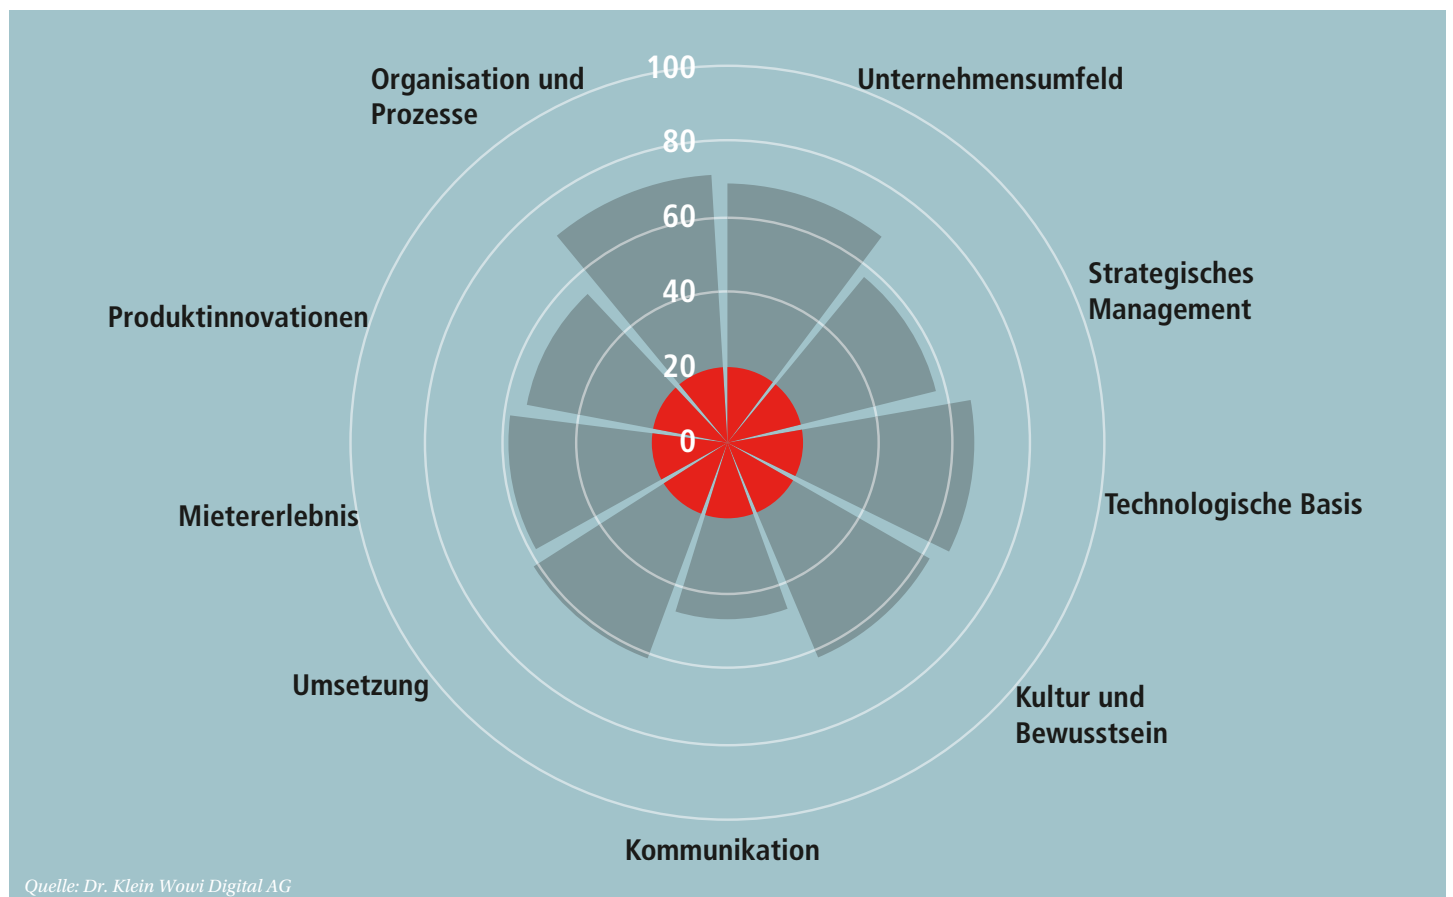 Organisation und
Prozesse
100
Unternehmensumfeld
80
60
40
20
0
Strategisches
Management
Produktinnovationen
Technologische Basis
Mietererlebnis
Umsetzung
Kultur und
Bewusstsein
Kommunikation
Quelle: Dr. Klein Wowi Digital AG